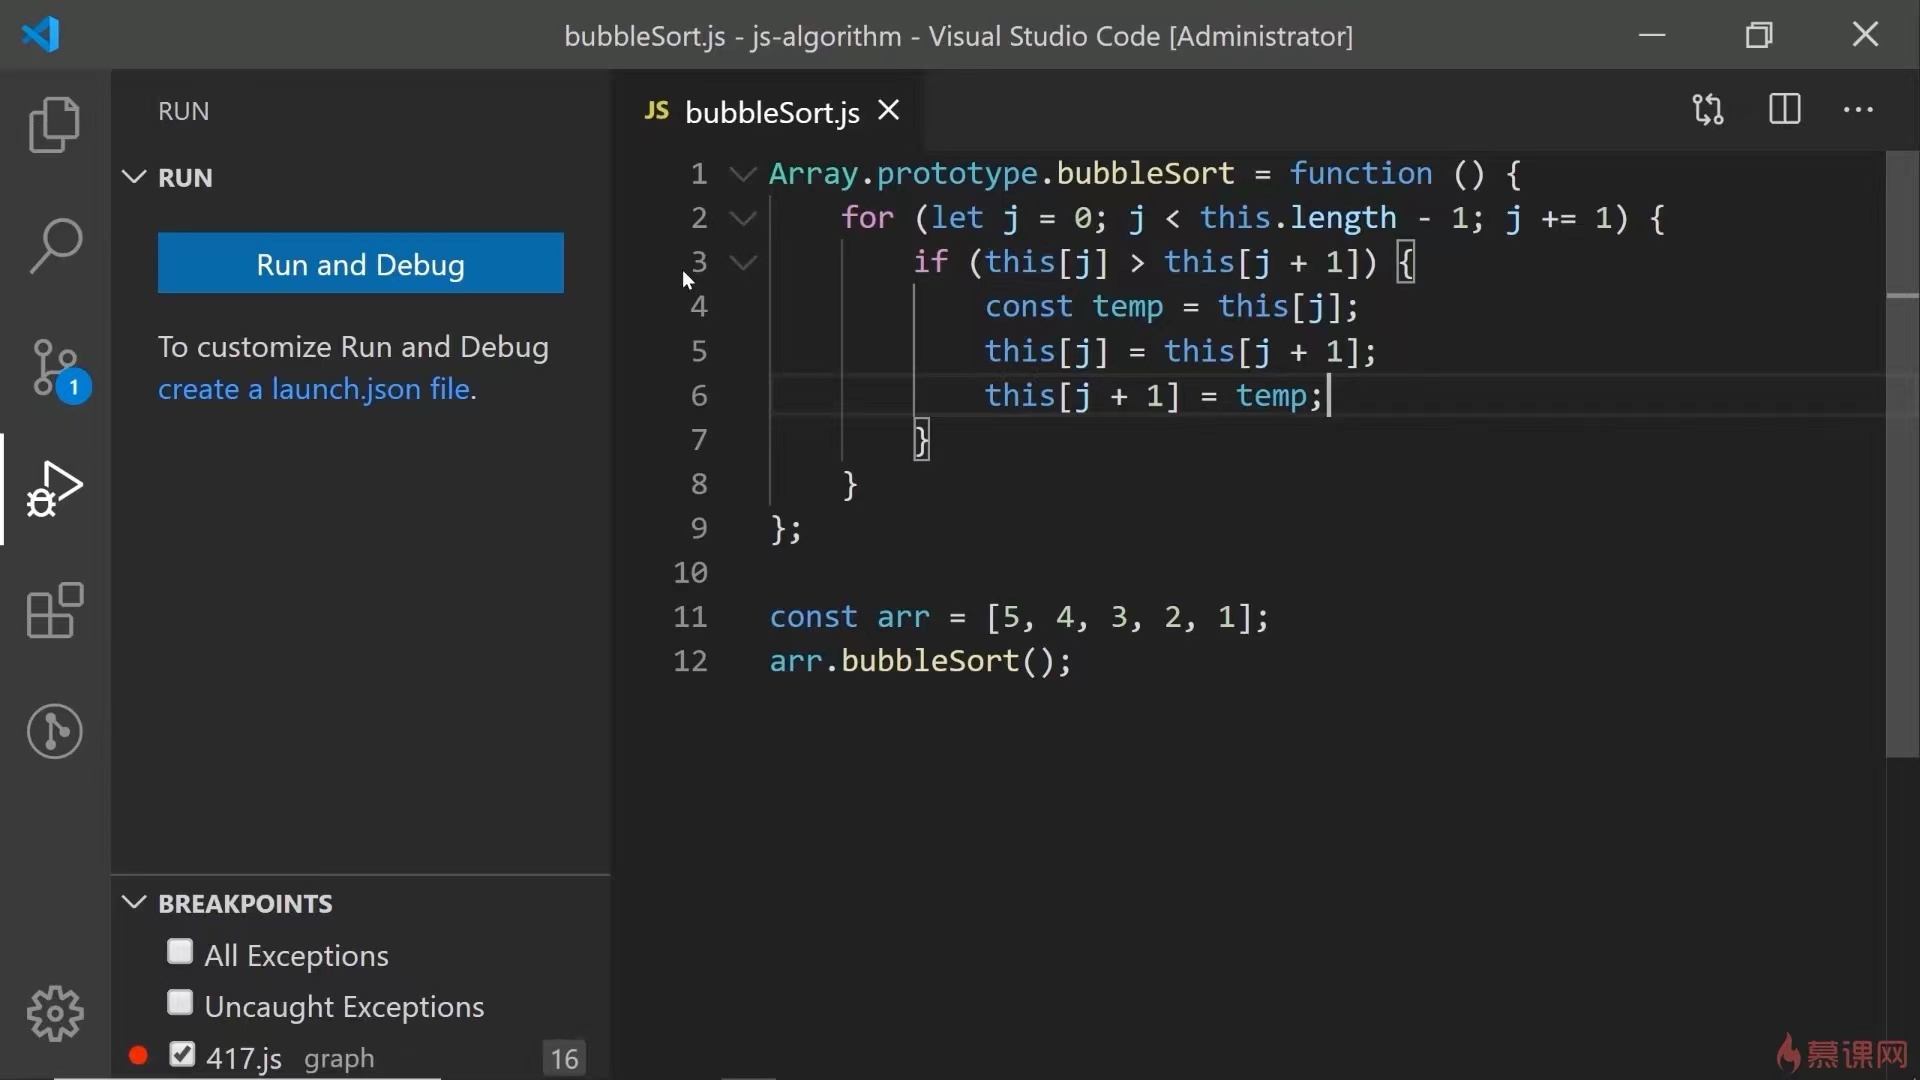 bubbleSort.js - js-algorithm - Visual Studio Code [Administrator]
RUN
RUN
Run and Debug
To customize Run and Debug
create a launch.json file.
1
BREAKPOINTS
All Exceptions
Uncaught Exceptions
417.js graph 16
JS bubbleSort.js
1 Array.prototype.bubbleSort = function () {
2 for (let j = 0; j < this.length - 1; j += 1) {
3 if (this[j] > this[j + 1]) {
4 const temp = this[j];
5 this[j] = this[j + 1];
6 this[j + 1] = temp;
7 }
8 }
9 };
10
11 const arr = [5, 4, 3, 2, 1];
12 arr.bubbleSort();
慕课网